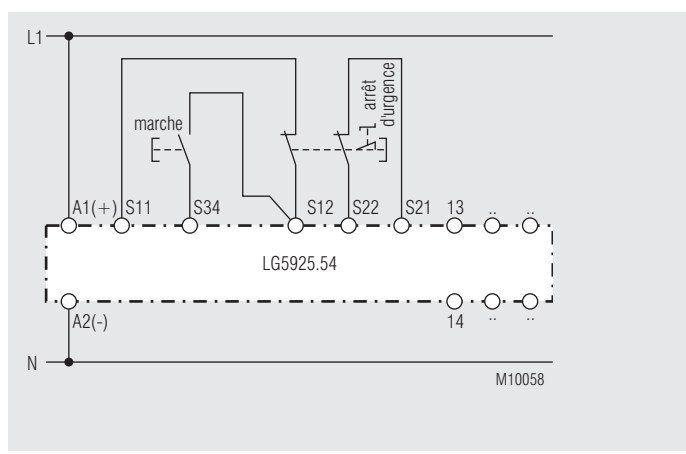 L1
arrêt
d'urgence
marche
A1(+) S11 S34 S12 S22 S21 13 .. ..
LG5925.54
A2(-) 14 .. ..
N
M10058